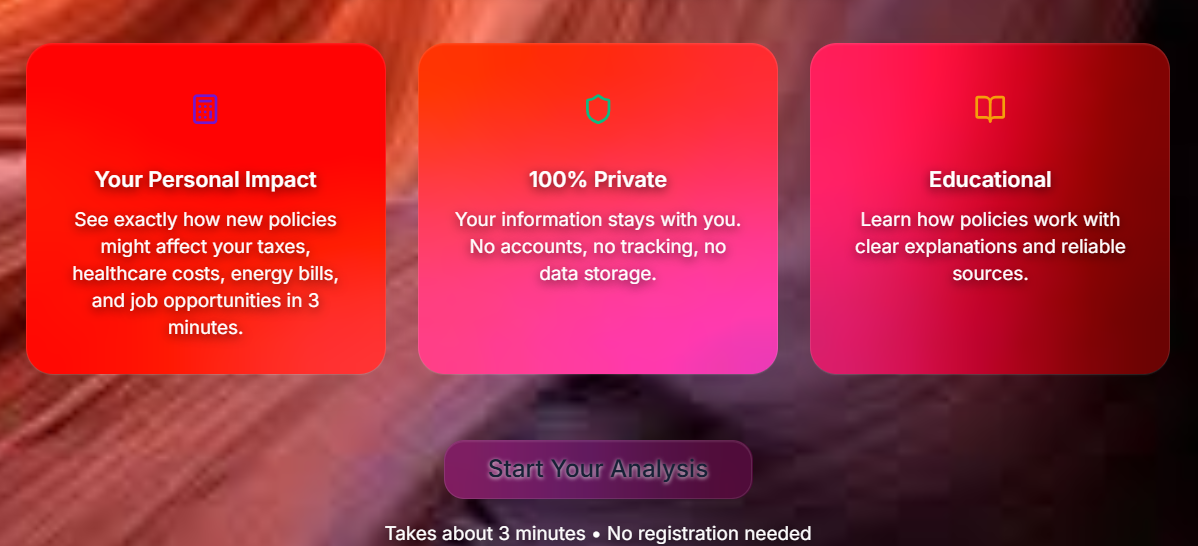 Your Personal Impact
See exactly how new policies
might affect your taxes,
healthcare costs, energy bills,
and job opportunities in 3
minutes.
100% Private
Your information stays with you.
No accounts, no tracking, no
data storage.
Educational
Learn how policies work with
clear explanations and reliable
sources.
Start Your Analysis
Takes about 3 minutes • No registration needed